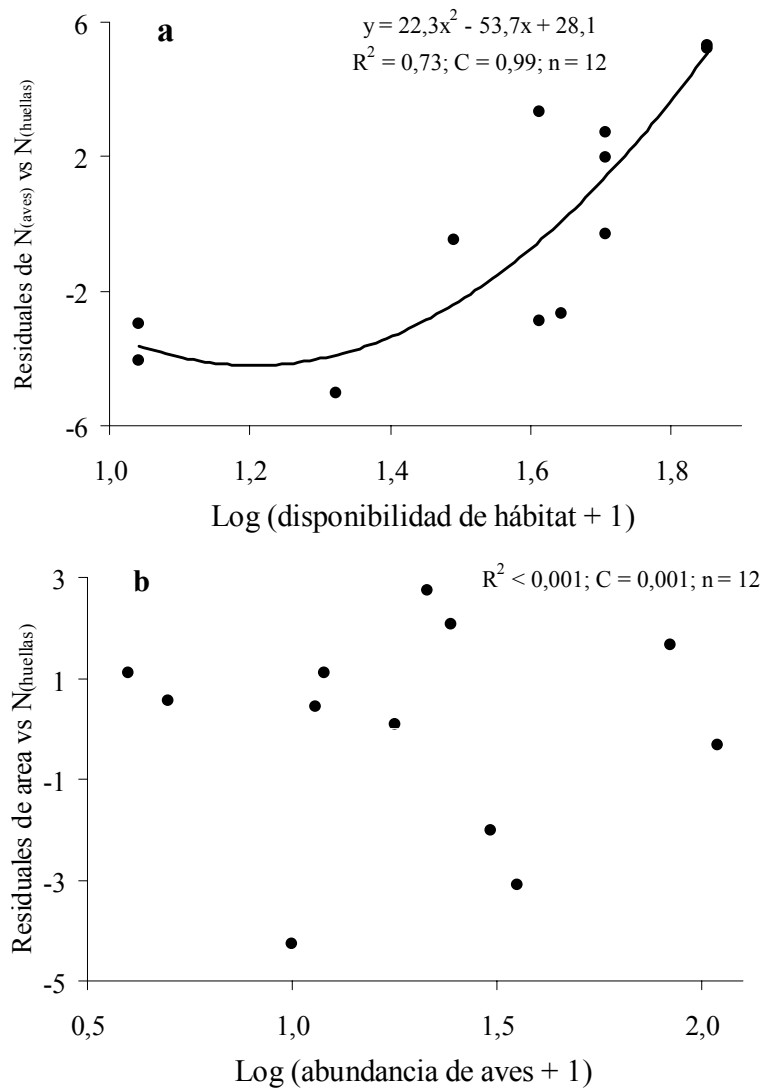 a
y = 22,3x² - 53,7x + 28,1
R² = 0,73; C = 0,99; n = 12
Residuales de N(aves) vs N(huellas)
6
2
-2
-6
1,0 1,2 1,4 1,6 1,8
Log (disponibilidad de hábitat + 1)
b
R² < 0,001; C = 0,001; n = 12
Residuales de area vs N(huellas)
3
1
-1
-3
-5
0,5 1,0 1,5 2,0
Log (abundancia de aves + 1)